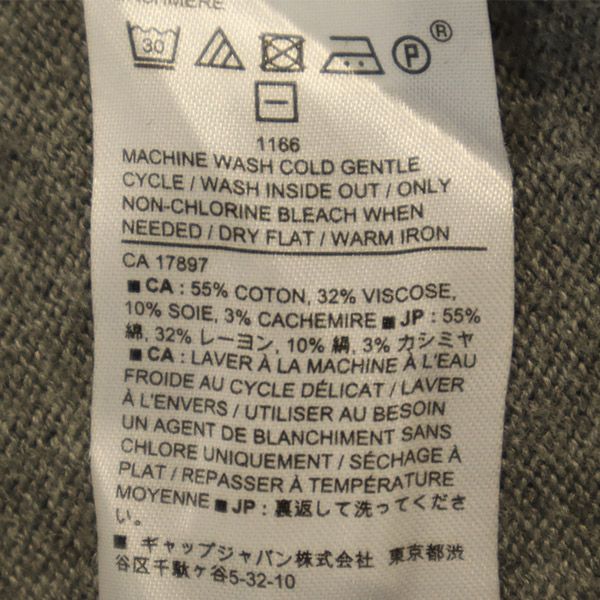 CASHMERE
30 P ®
1166
MACHINE WASH COLD GENTLE
CYCLE / WASH INSIDE OUT / ONLY
NON-CHLORINE BLEACH WHEN
NEEDED / DRY FLAT / WARM IRON
CA 17897
■ CA : 55% COTON, 32% VISCOSE,
10% SOIE, 3% CACHEMIRE ■ JP : 55%
綿, 32% レーヨン, 10% 絹, 3% カシミヤ
■ CA : LAVER À LA MACHINE À L'EAU
FROIDE AU CYCLE DÉLICAT / LAVER
À L'ENVERS / UTILISER AU BESOIN
UN AGENT DE BLANCHIMENT SANS
CHLORE UNIQUEMENT / SÉCHAGE À
PLAT / REPASSER À TEMPÉRATURE
MOYENNE ■ JP : 裏返して洗ってくださ
い。
■ ギャップジャパン株式会社 東京都渋
谷区千駄ヶ谷5-32-10